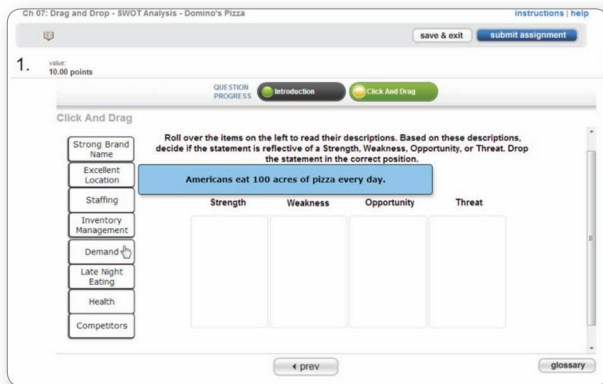 Ch 07: Drag and Drop - SWOT Analysis - Domino's Pizza
instructions | help
save & exit
submit assignment
1.
value:
10.00 points
QUESTION
PROGRESS
Introduction
Click And Drag
Click And Drag
Roll over the items on the left to read their descriptions. Based on these descriptions,
decide if the statement is reflective of a Strength, Weakness, Opportunity, or Threat. Drop
the statement in the correct position.
Strong Brand
Name
Excellent
Location
Americans eat 100 acres of pizza every day.
Staffing
Strength
Weakness
Opportunity
Threat
Inventory
Management
Demand
Late Night
Eating
Health
Competitors
prev
glossary